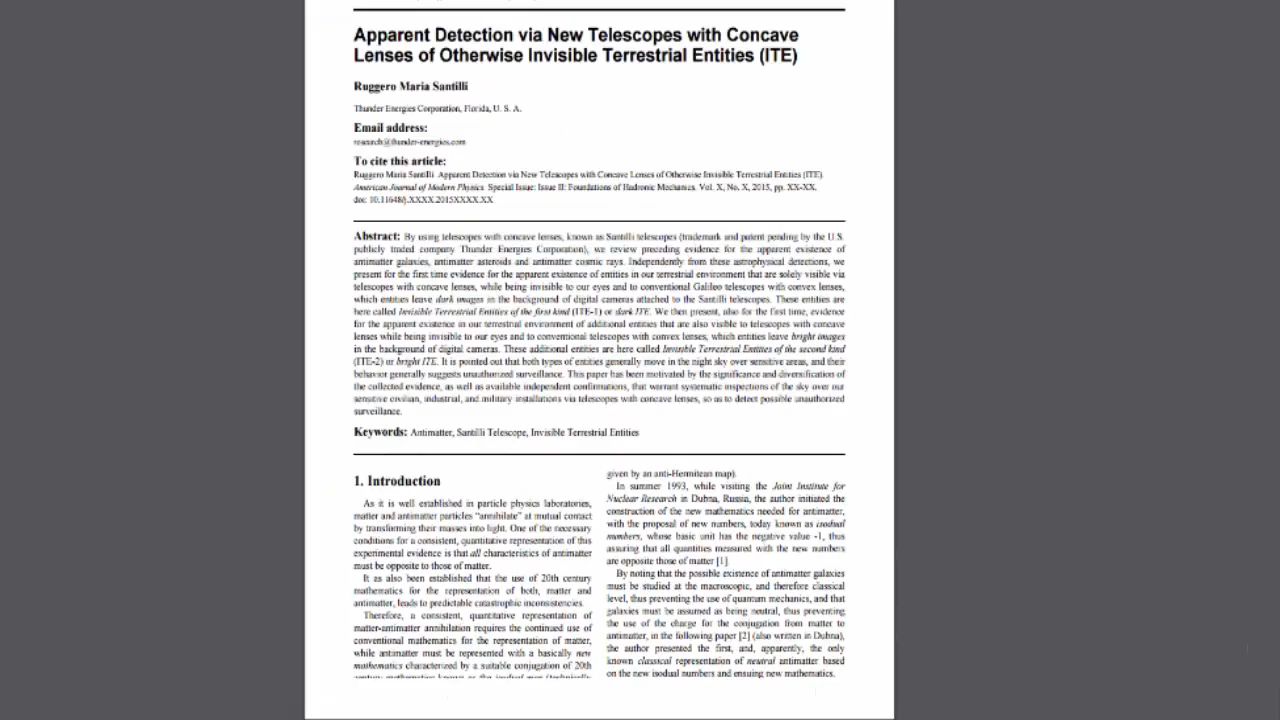 Apparent Detection via New Telescopes with Concave
Lenses of Otherwise Invisible Terrestrial Entities (ITE)
Ruggero Maria Santilli
Thunder Energies Corporation, Florida, U. S. A.
Email address:
research@thunder-energies.com
To cite this article:
Ruggero Maria Santilli. Apparent Detection via New Telescopes with Concave Lenses of Otherwise Invisible Terrestrial Entities (ITE).
American Journal of Modern Physics. Special Issue: Issue II: Foundations of Hadronic Mechanics. Vol. X, No. X, 2015, pp. XX-XX.
doi: 10.11648/j.XXXX.2015XXXX.XX
Abstract: By using telescopes with concave lenses, known as Santilli telescopes (trademark and patent pending by the U.S.
publicly traded company Thunder Energies Corporation), we review preceding evidence for the apparent existence of
antimatter galaxies, antimatter asteroids and antimatter cosmic rays. Independently from these astrophysical detections, we
present for the first time evidence for the apparent existence of entities in our terrestrial environment that are solely visible via
telescopes with concave lenses, while being invisible to our eyes and to conventional Galileo telescopes with convex lenses,
which entities leave dark images in the background of digital cameras attached to the Santilli telescopes. These entities are
here called Invisible Terrestrial Entities of the first kind (ITE-1) or dark ITE. We then present, also for the first time, evidence
for the apparent existence in our terrestrial environment of additional entities that are also visible to telescopes with concave
lenses while being invisible to our eyes and to conventional telescopes with convex lenses, which entities leave bright images
in the background of digital cameras. These additional entities are here called Invisible Terrestrial Entities of the second kind
(ITE-2) or bright ITE. It is pointed out that both types of entities generally move in the night sky over sensitive areas, and their
behavior generally suggests unauthorized surveillance. This paper has been motivated by the significance and diversification of
the collected evidence, as well as available independent confirmations, that warrant systematic inspections of the sky over our
sensitive civilian, industrial, and military installations via telescopes with concave lenses, so as to detect possible unauthorized
surveillance.
Keywords: Antimatter, Santilli Telescope, Invisible Terrestrial Entities
1. Introduction
As it is well established in particle physics laboratories,
matter and antimatter particles "annihilate" at mutual contact
by transforming their masses into light. One of the necessary
conditions for a consistent, quantitative representation of this
experimental evidence is that all characteristics of antimatter
must be opposite to those of matter.
It as also been established that the use of 20th century
mathematics for the representation of both, matter and
antimatter, leads to predictable catastrophic inconsistencies.
Therefore, a consistent, quantitative representation of
matter-antimatter annihilation requires the continued use of
conventional mathematics for the representation of matter,
while antimatter must be represented with a basically new
mathematics characterized by a suitable conjugation of 20th
given by an anti-Hermitean map).
In summer 1993, while visiting the Joint Institute for
Nuclear Research in Dubna, Russia, the author initiated the
construction of the new mathematics needed for antimatter,
with the proposal of new numbers, today known as isodual
numbers, whose basic unit has the negative value -1, thus
assuring that all quantities measured with the new numbers
are opposite those of matter [1].
By noting that the possible existence of antimatter galaxies
must be studied at the macroscopic, and therefore classical
level, thus preventing the use of quantum mechanics, and that
galaxies must be assumed as being neutral, thus preventing
the use of the charge for the conjugation from matter to
antimatter, in the following paper [2] (also written in Dubna),
the author presented the first, and, apparently, the only
known classical representation of neutral antimatter based
on the new isodual numbers and ensuing new mathematics.